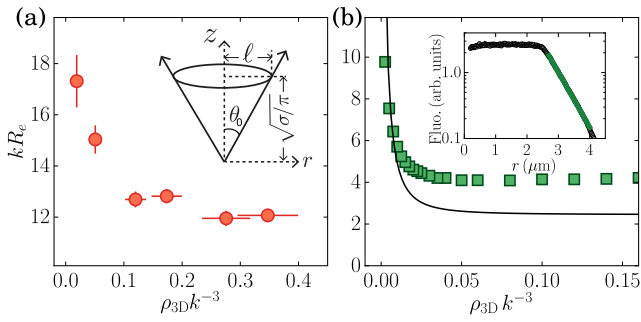 (a)
18
16
14
12
kR_e
0.0 0.1 0.2 0.3 0.4
ρ_3D k^−3
z
ℓ
θ_0
√σ/π
r
(b)
10
8
6
4
2
0
0.00 0.05 0.10 0.15
ρ_3D k^−3
Fluo. (arb. units)
1.0
0.1
0 1 2 3 4
r (μm)